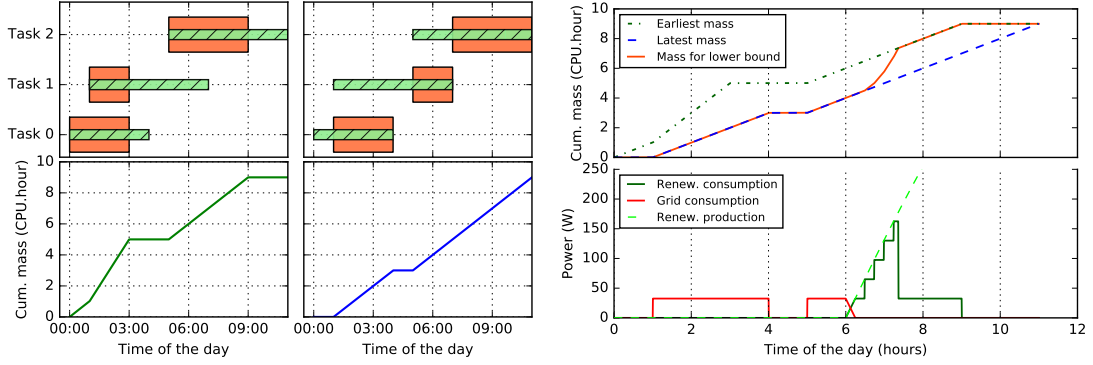 Task 2
Task 1
Task 0
10
8
6
4
2
0
Cum. mass (CPU.hour)
00:00 03:00 06:00 09:00
Time of the day
00:00 03:00 06:00 09:00
Time of the day
10
8
6
4
2
0
Cum. mass (CPU.hour)
Earliest mass
Latest mass
Mass for lower bound
250
200
150
100
50
0
Power (W)
Renew. consumption
Grid consumption
Renew. production
0 2 4 6 8 10 12
Time of the day (hours)